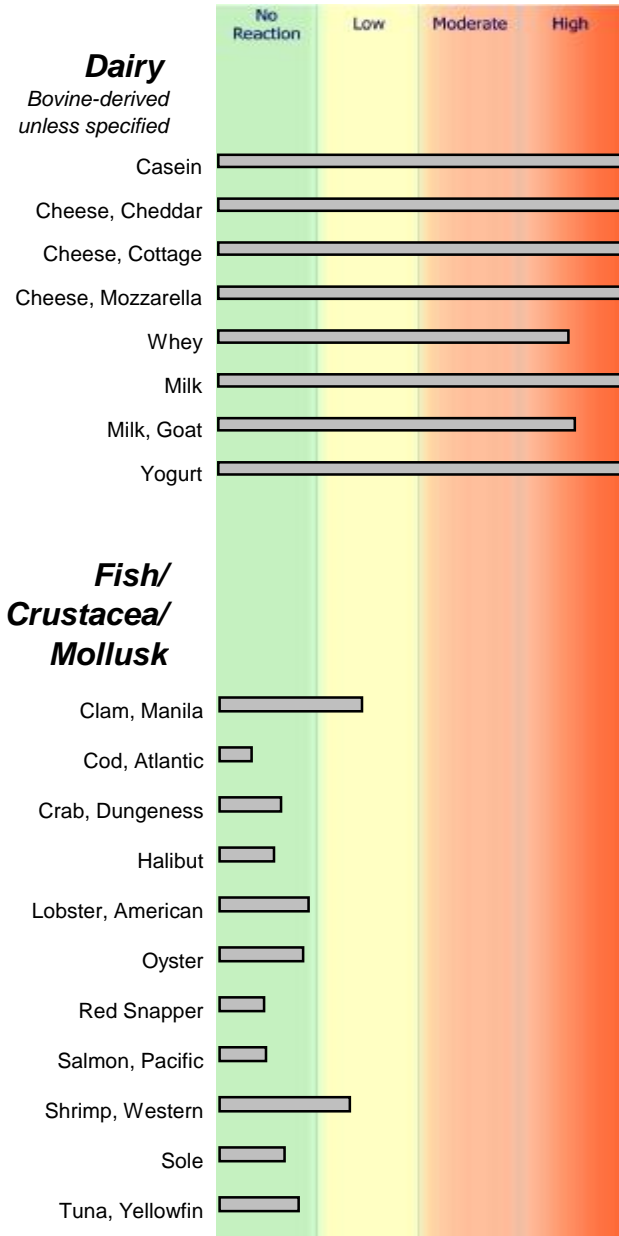 No
Reaction
Low
Moderate
High
Dairy
Bovine-derived
unless specified
Casein
Cheese, Cheddar
Cheese, Cottage
Cheese, Mozzarella
Whey
Milk
Milk, Goat
Yogurt
Fish/
Crustacea/
Mollusk
Clam, Manila
Cod, Atlantic
Crab, Dungeness
Halibut
Lobster, American
Oyster
Red Snapper
Salmon, Pacific
Shrimp, Western
Sole
Tuna, Yellowfin